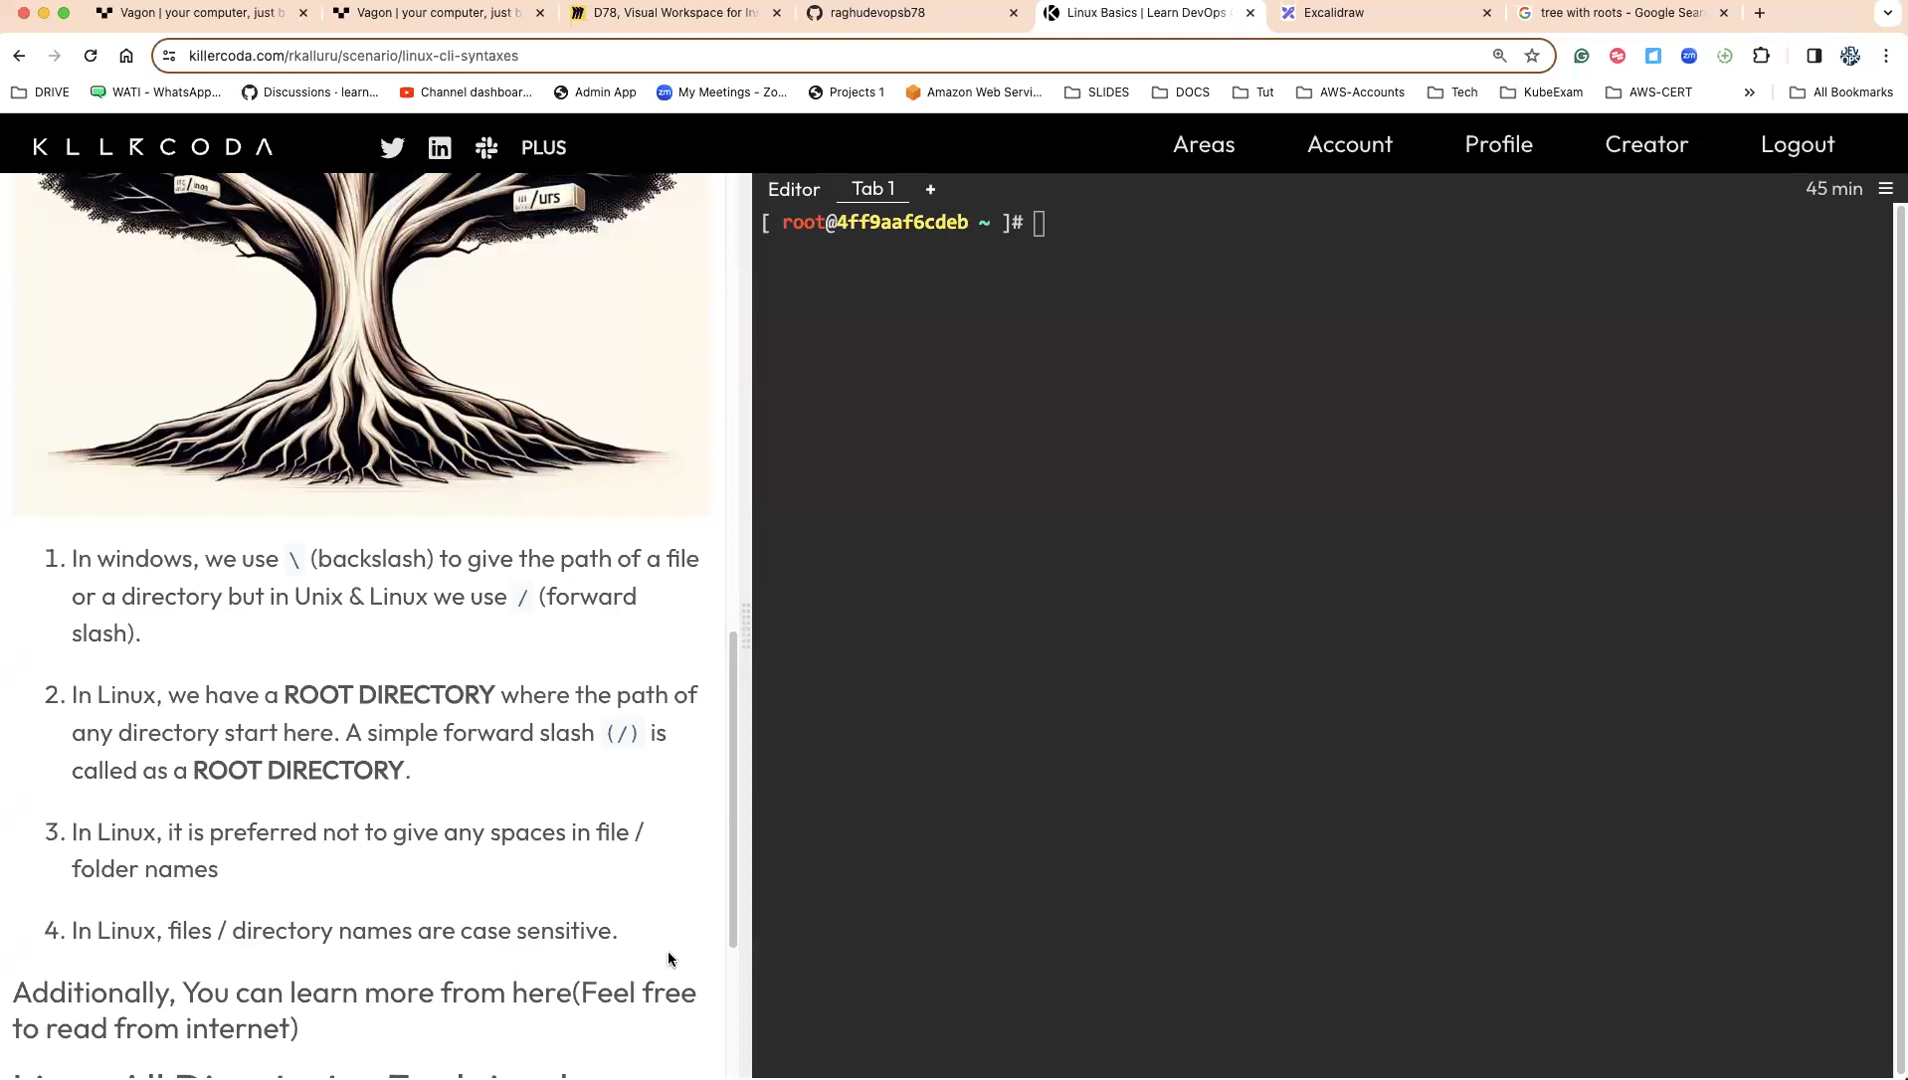 Vagon | your computer, just b
Vagon | your computer, just b
D78, Visual Workspace for In
raghudevopsb78
Linux Basics | Learn DevOps
Excalidraw
tree with roots - Google Sear
killercoda.com/rkalluru/scenario/linux-cli-syntaxes
DRIVE
WATI - WhatsApp...
Discussions · learn...
Channel dashboar...
Admin App
My Meetings - Zo...
Projects 1
Amazon Web Servi...
SLIDES
DOCS
Tut
AWS-Accounts
Tech
KubeExam
AWS-CERT
»
All Bookmarks
KLLRCODA
PLUS
Areas
Account
Profile
Creator
Logout
/urs
Editor
Tab 1
+
45 min
[ root@4ff9aaf6cdeb ~ ]#
1. In windows, we use \ (backslash) to give the path of a file
or a directory but in Unix & Linux we use / (forward
slash).
2. In Linux, we have a ROOT DIRECTORY where the path of
any directory start here. A simple forward slash (/) is
called as a ROOT DIRECTORY.
3. In Linux, it is preferred not to give any spaces in file /
folder names
4. In Linux, files / directory names are case sensitive.
Additionally, You can learn more from here(Feel free
to read from internet)